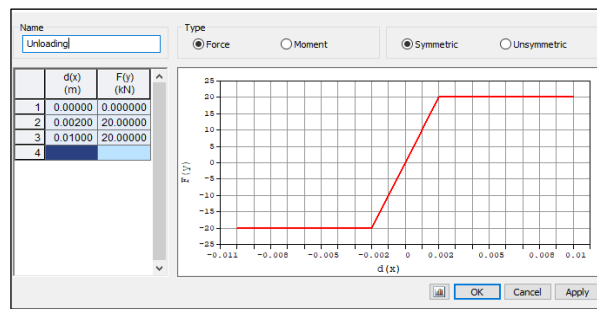 Name
Unloading
Type
Force Moment
Symmetric Unsymmetric
d(x) F(y)
(m) (kN)
1 0.00000 0.000000
2 0.00200 20.00000
3 0.01000 20.00000
4
25
20
15
10
5
0
-5
-10
-15
-20
-25
F(y)
-0.011 -0.008 -0.005 -0.002 0 0.002 0.005 0.008 0.01
d(x)
OK Cancel Apply